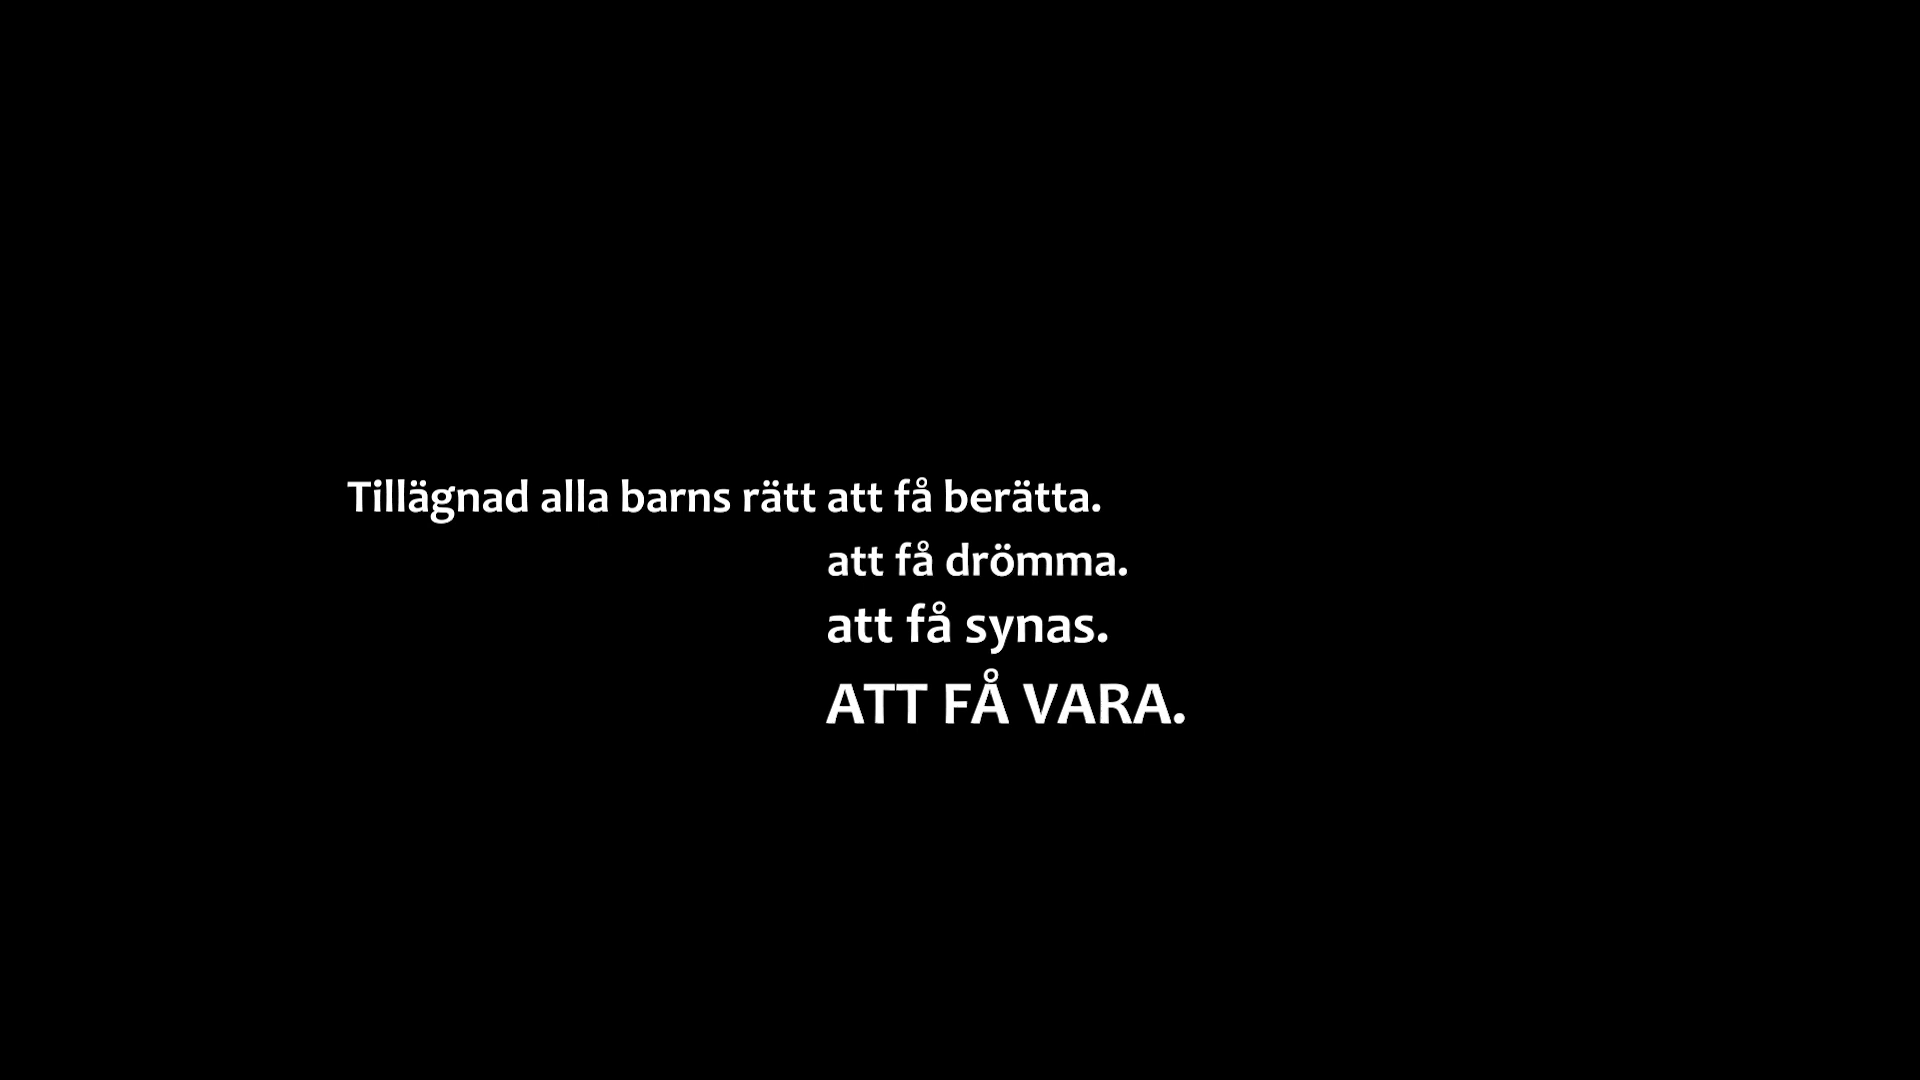 Tillägnad alla barns rätt att få berätta.
att få drömma.
att få synas.
ATT FÅ VARA.